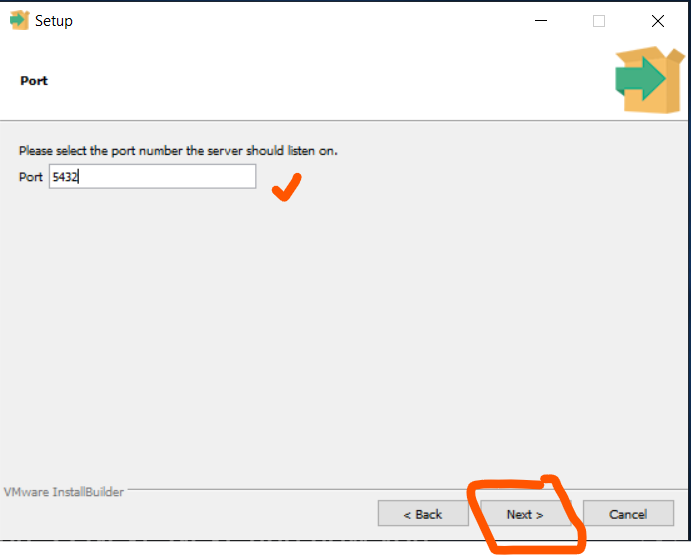 Setup
Port
Please select the port number the server should listen on.
Port 5432
VMware InstallBuilder
< Back Next > Cancel